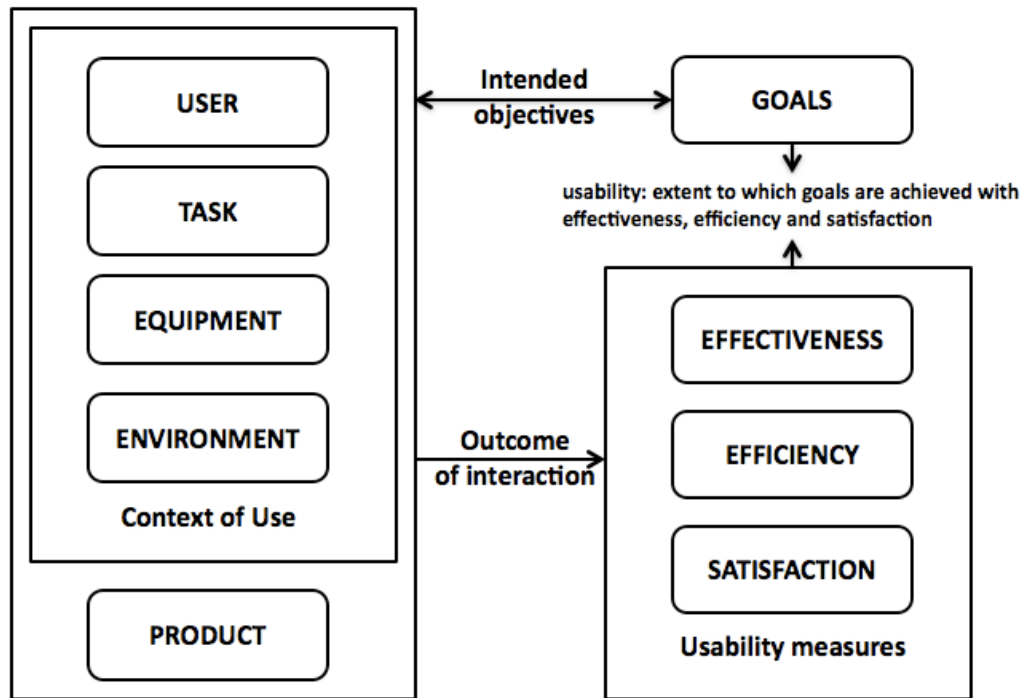 USER
TASK
EQUIPMENT
ENVIRONMENT
Context of Use
PRODUCT
Intended
objectives
GOALS
usability: extent to which goals are achieved with
effectiveness, efficiency and satisfaction
Outcome
of interaction
EFFECTIVENESS
EFFICIENCY
SATISFACTION
Usability measures